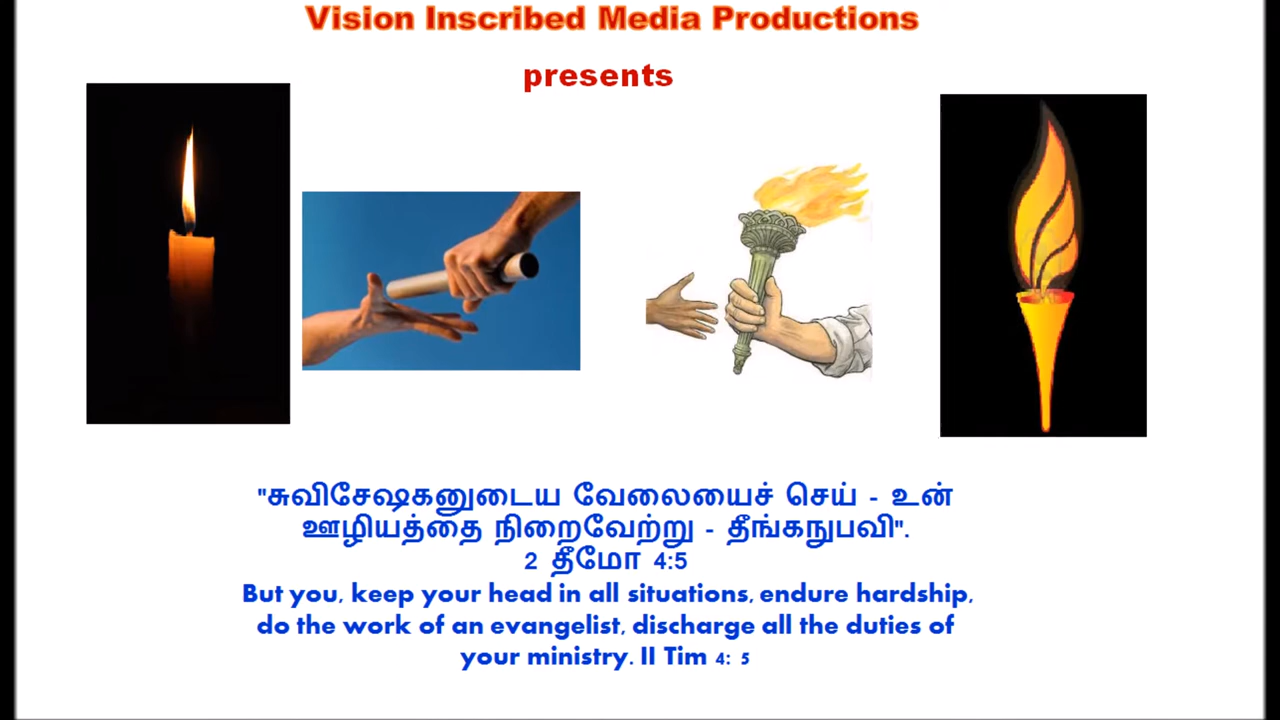 Vision Inscribed Media Productions
presents
"சுவிசேஷகனுடைய வேலையைச் செய் - உன்
ஊழியத்தை நிறைவேற்று - தீங்கநுபவி".
2 தீமோ 4:5
But you, keep your head in all situations, endure hardship,
do the work of an evangelist, discharge all the duties of
your ministry. II Tim 4: 5